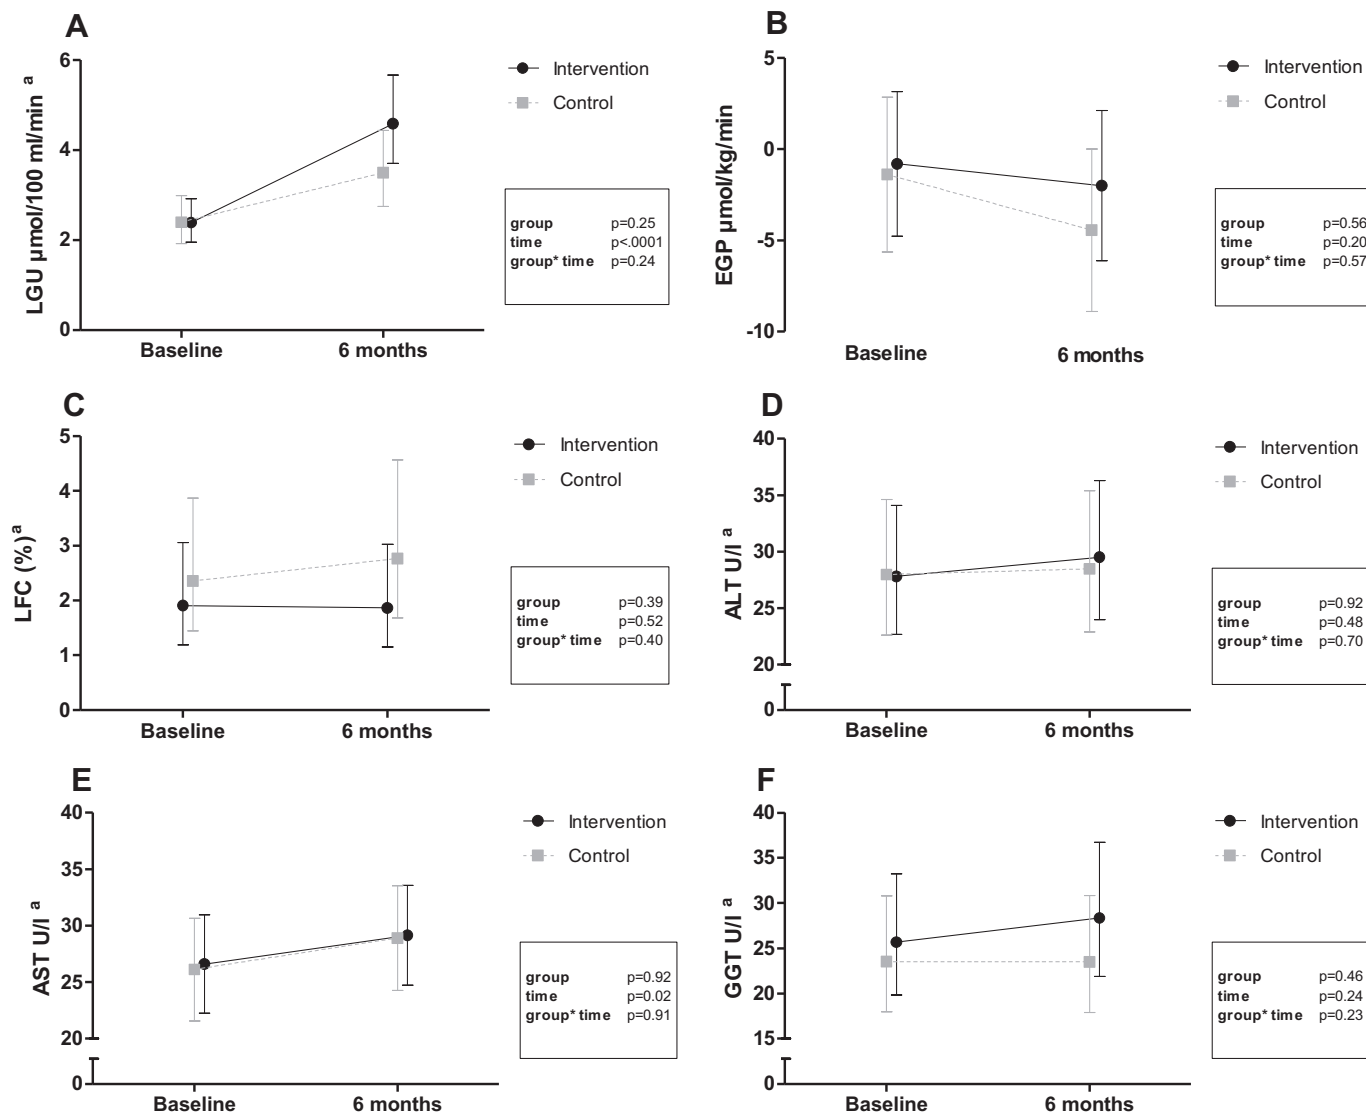 A
LGU µmol/100 ml/min a
6
4
2
0
Baseline
6 months
Intervention
Control
group p=0.25
time p<.0001
group* time p=0.24
B
EGP µmol/kg/min
5
0
-5
-10
Baseline
6 months
Intervention
Control
group p=0.56
time p=0.20
group* time p=0.57
C
LFC (%) a
5
4
3
2
1
0
Baseline
6 months
Intervention
Control
group p=0.39
time p=0.52
group* time p=0.40
D
ALT U/l a
40
35
30
25
20
0
Baseline
6 months
Intervention
Control
group p=0.92
time p=0.48
group* time p=0.70
E
AST U/l a
40
35
30
25
20
0
Baseline
6 months
Intervention
Control
group p=0.92
time p=0.02
group* time p=0.91
F
GGT U/l a
40
35
30
25
20
15
0
Baseline
6 months
Intervention
Control
group p=0.46
time p=0.24
group* time p=0.23